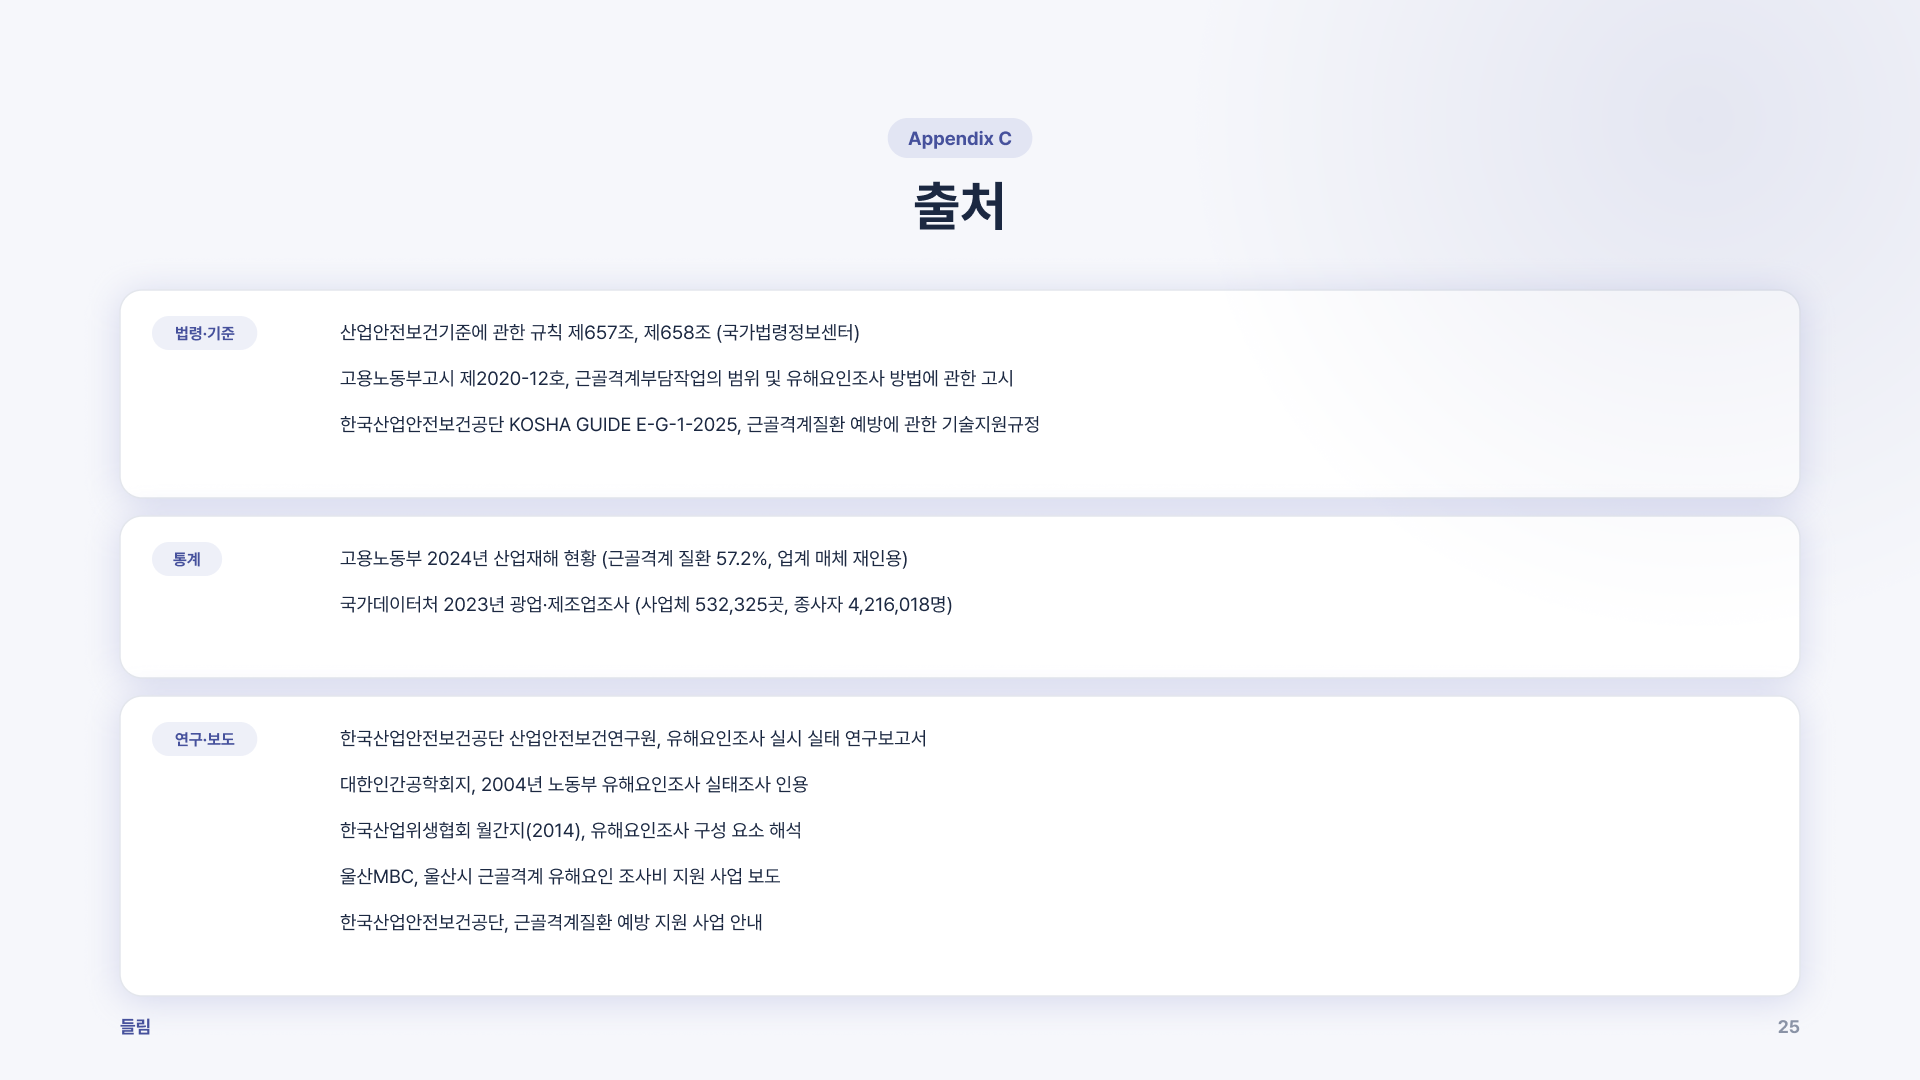 Appendix C
출처
법령·기준
산업안전보건기준에 관한 규칙 제657조, 제658조 (국가법령정보센터)
고용노동부고시 제2020-12호, 근골격계부담작업의 범위 및 유해요인조사 방법에 관한 고시
한국산업안전보건공단 KOSHA GUIDE E-G-1-2025, 근골격계질환 예방에 관한 기술지원규정
통계
고용노동부 2024년 산업재해 현황 (근골격계 질환 57.2%, 업계 매체 재인용)
국가데이터처 2023년 광업·제조업조사 (사업체 532,325곳, 종사자 4,216,018명)
연구·보도
한국산업안전보건공단 산업안전보건연구원, 유해요인조사 실시 실태 연구보고서
대한인간공학회지, 2004년 노동부 유해요인조사 실태조사 인용
한국산업위생협회 월간지(2014), 유해요인조사 구성 요소 해석
울산MBC, 울산시 근골격계 유해요인 조사비 지원 사업 보도
한국산업안전보건공단, 근골격계질환 예방 지원 사업 안내
들림
25